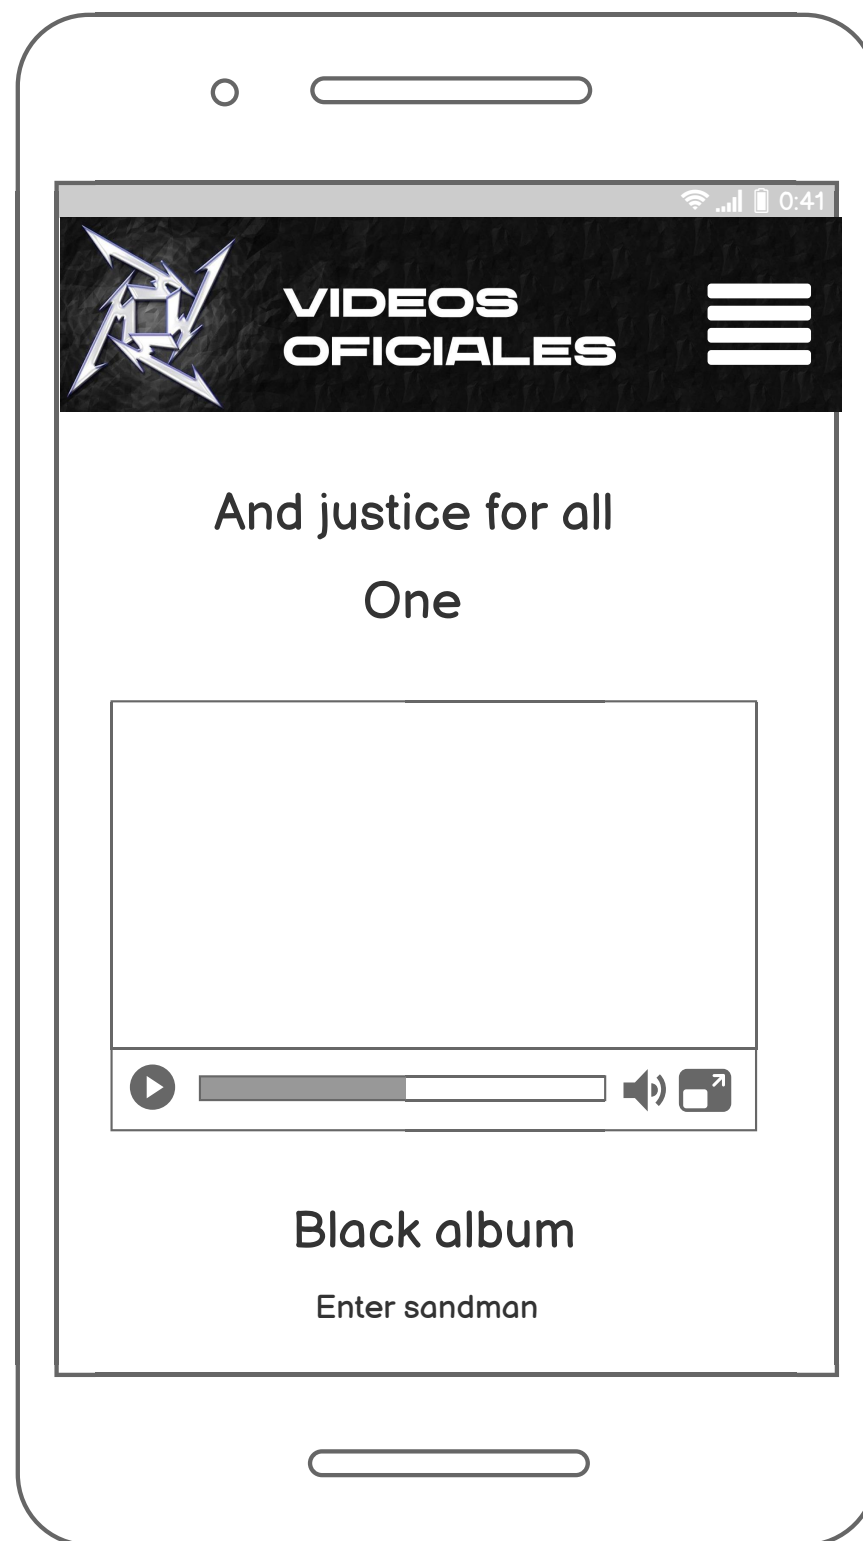 0:41
VIDEOS
OFICIALES
And justice for all
One
Black album
Enter sandman